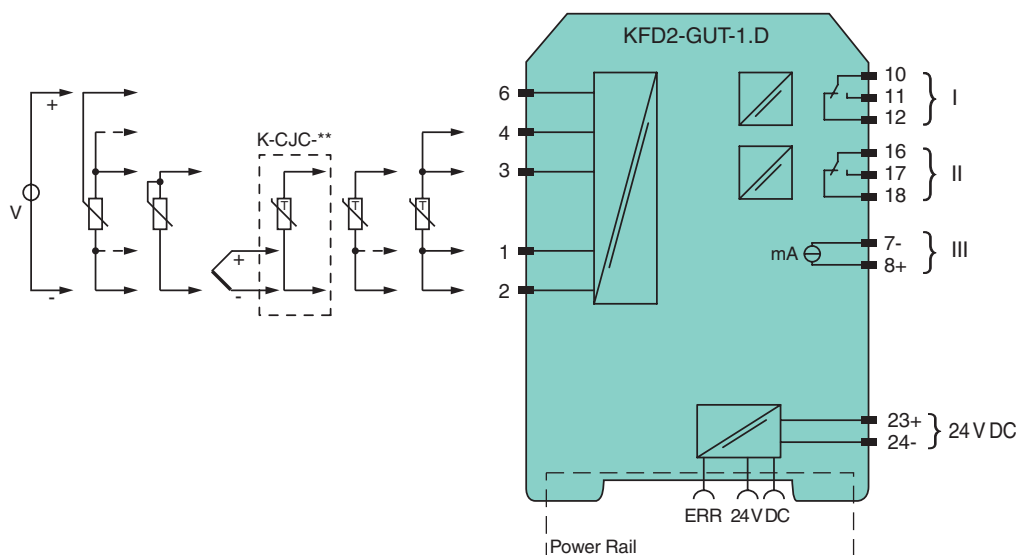 KFD2-GUT-1.D
+
V
-
K-CJC-**
+
-
T
T
T
6
4
3
1
2
10
11
12
I
16
17
18
II
mA
7-
8+
III
23+
24-
24 V DC
ERR 24V DC
Power Rail